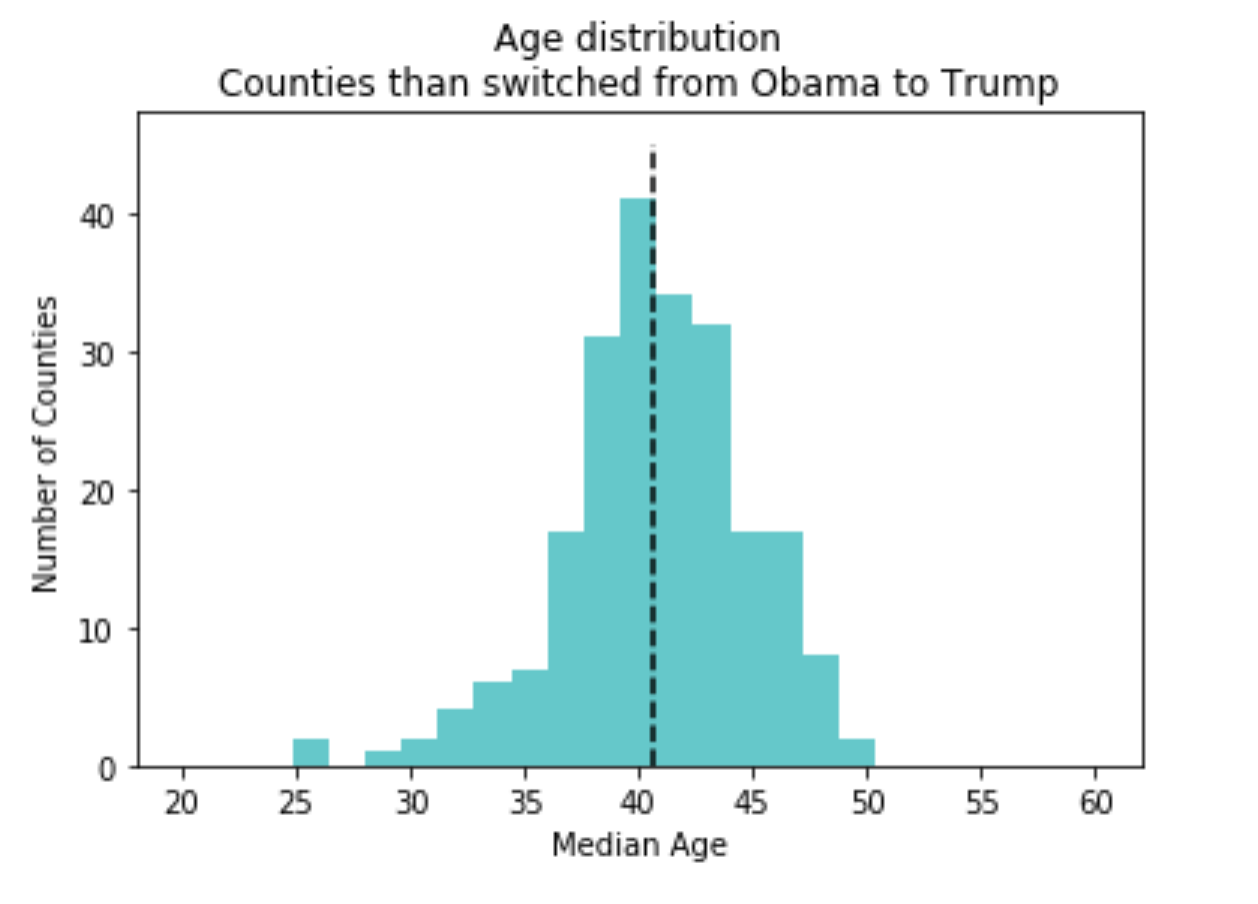 Age distribution
Counties than switched from Obama to Trump
Number of Counties
40
30
20
10
0
20 25 30 35 40 45 50 55 60
Median Age